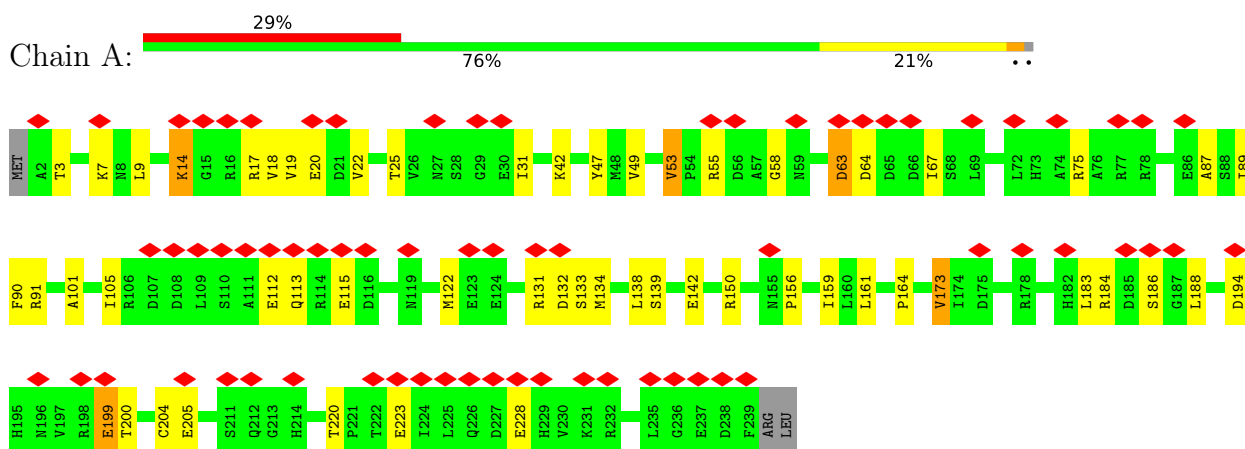 29%
Chain A:
76% 21% • •
MET A2 T3 K7 N8 L9 K14 G15 R16 R17 V18 V19 E20 D21 V22 T25 V26 N27 S28 G29 E30 I31 K42 Y47 M48 V49 V53 P54 R55 D56 A57 G58 N59 D63 D64 D65 D66 I67 S68 L69 L72 H73 A74 R75 A76 R77 R78 E86 A87 S88 I89
F90 R91 A101 I105 R106 D107 D108 L109 S110 A111 E112 Q113 R114 E115 D116 N119 M122 E123 E124 R131 D132 S133 M134 L138 S139 E142 R150 N155 P156 I159 L160 L161 P164 V173 I174 D175 R178 H182 L183 R184 D185 S186 G187 L188 D194
H195 N196 V197 R198 E199 T200 C204 E205 S211 Q212 G213 H214 T220 P221 T222 E223 I224 L225 Q226 D227 E228 H229 V230 K231 R232 L235 G236 E237 D238 F239 ARG LEU